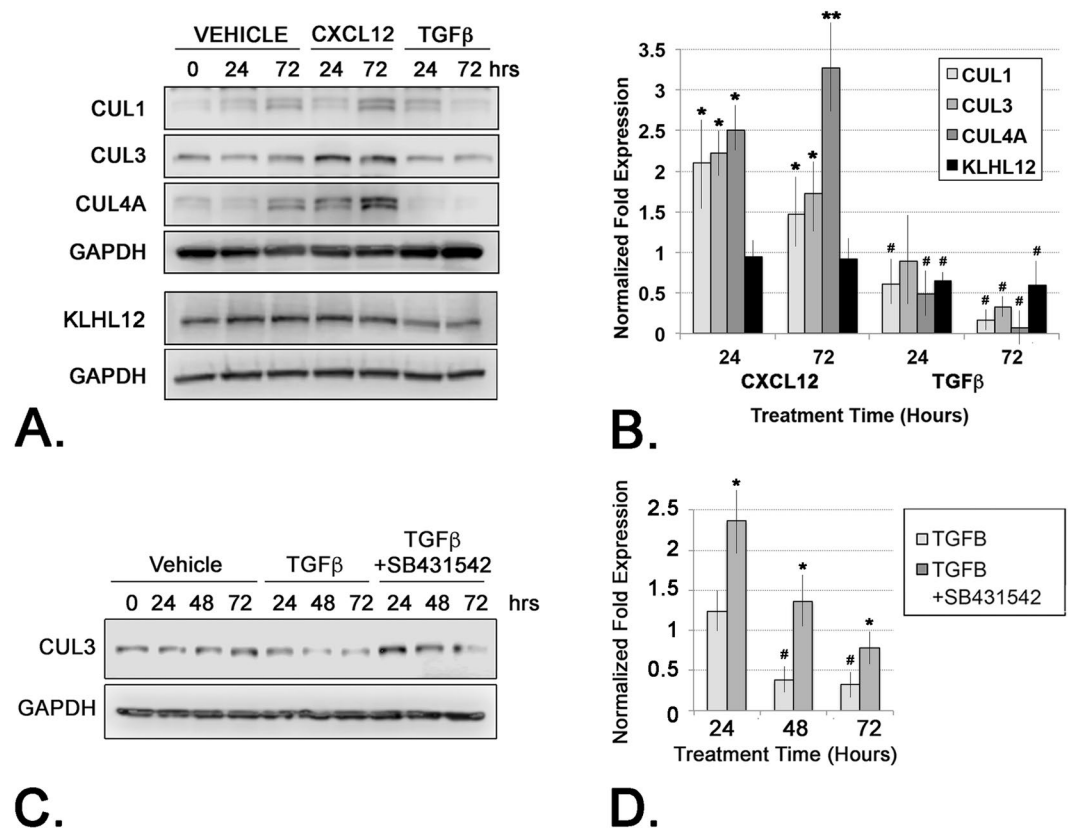 VEHICLE CXCL12 TGFβ
0 24 72 24 72 24 72 hrs
CUL1
CUL3
CUL4A
GAPDH
KLHL12
GAPDH
A.
Normalized Fold Expression
3.5
3
2.5
2
1.5
1
0.5
0
* * * * * ** # # # # # # #
CUL1
CUL3
CUL4A
KLHL12
24 72 24 72
CXCL12 TGFβ
Treatment Time (Hours)
B.
TGFβ
Vehicle TGFβ +SB431542
0 24 48 72 24 48 72 24 48 72 hrs
CUL3
GAPDH
C.
Normalized Fold Expression
2.5
2
1.5
1
0.5
0
* # * # *
TGFB
TGFB
+SB431542
24 48 72
Treatment Time (Hours)
D.